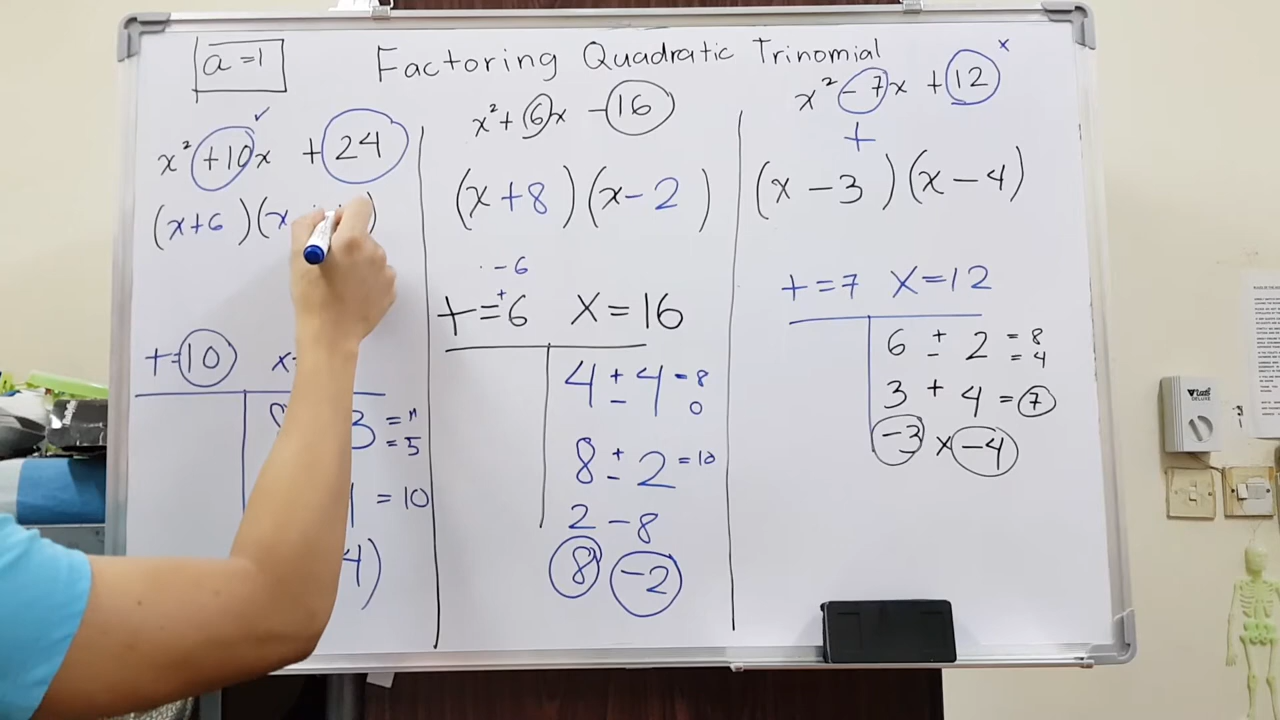 a=1
Factoring Quadratic Trinomial
x² +10x + 24
✓
(x+6)(x )
+=10 x=
3 = 11
= 5
= 10
4)
x² + 6x - 16
(x +8)(x-2)
-6
+=+6 X=16
4 ± 4 = 8
0
8 ± 2 = 10
2 - 8
8 -2
x² - 7x + 12
x
+
(x - 3)(x - 4)
+=7 X=12
6 ± 2 = 8
= 4
3 + 4 = 7
-3 x -4
DELUXE